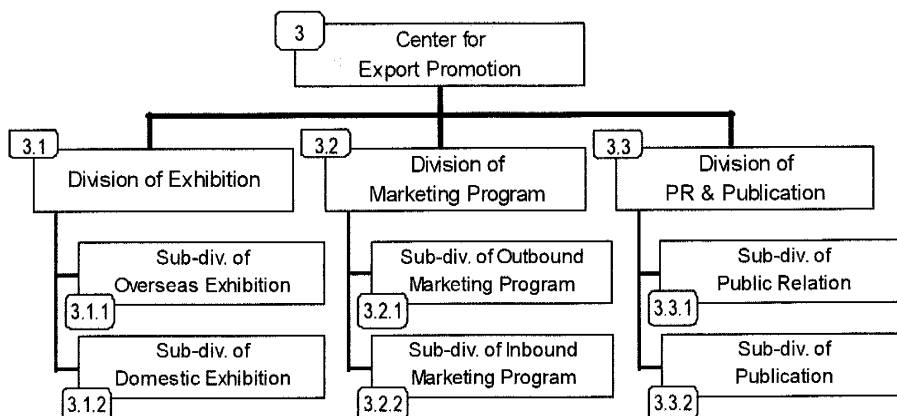 3
Center for
Export Promotion
3.1
Division of Exhibition
3.2
Division of
Marketing Program
3.3
Division of
PR & Publication
Sub-div. of
Overseas Exhibition
3.1.1
Sub-div. of
Domestic Exhibition
3.1.2
Sub-div. of Outbound
Marketing Program
3.2.1
Sub-div. of Inbound
Marketing Program
3.2.2
Sub-div. of
Public Relation
3.3.1
Sub-div. of
Publication
3.3.2